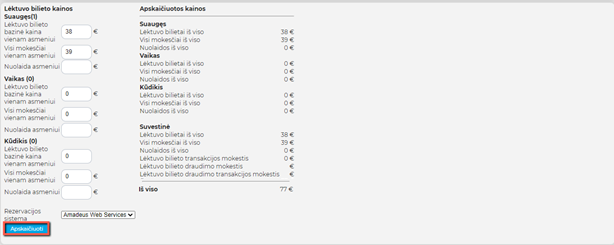 Lėktuvo bilieto kainos
Suaugęs(1)
Lėktuvo bilieto bazinė kaina vienam asmeniui 38 €
Visi mokesčiai vienam asmeniui 39 €
Nuolaida asmeniui €
Vaikas (0)
Lėktuvo bilieto bazinė kaina vienam asmeniui 0 €
Visi mokesčiai vienam asmeniui 0 €
Nuolaida asmeniui €
Kūdikis (0)
Lėktuvo bilieto bazinė kaina vienam asmeniui 0 €
Visi mokesčiai vienam asmeniui 0 €
Nuolaida asmeniui €
Rezervacijos sistema Amadeus Web Services
Apskaičiuoti
Apskaičiuotos kainos
Suaugęs
Lėktuvo bilietai iš viso 38 €
Visi mokesčiai iš viso 39 €
Nuolaidos iš viso 0 €
Vaikas
Lėktuvo bilietai iš viso 0 €
Visi mokesčiai iš viso 0 €
Nuolaidos iš viso 0 €
Kūdikis
Lėktuvo bilietai iš viso 0 €
Visi mokesčiai iš viso 0 €
Nuolaidos iš viso 0 €
Suvestinė
Lėktuvo bilietai iš viso 38 €
Visi mokesčiai iš viso 39 €
Nuolaidos iš viso 0 €
Lėktuvo bilieto transakcijos mokestis 0 €
Lėktuvo bilieto draudimo mokestis €
Lėktuvo bilieto draudimo transakcijos mokestis €
Iš viso 77 €